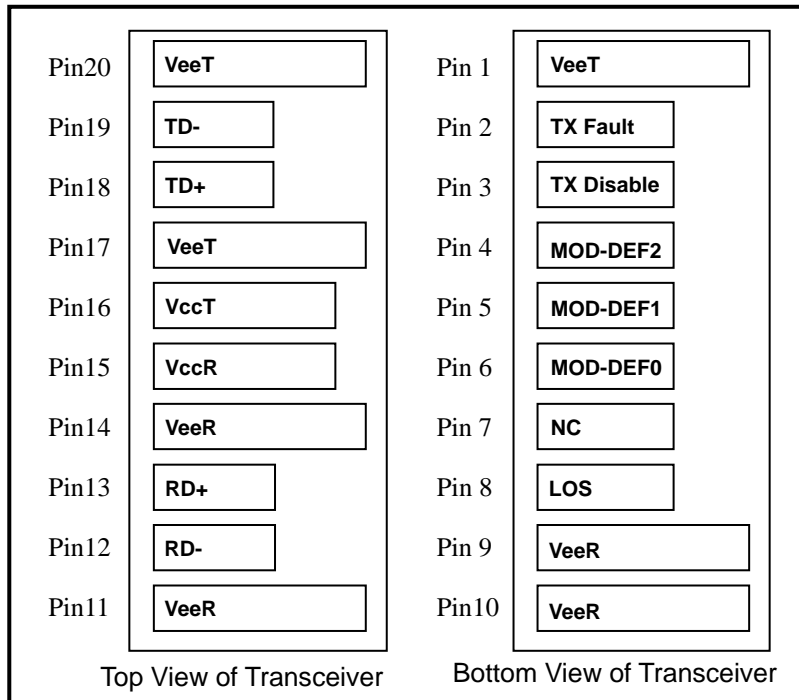 Pin20 VeeT Pin 1 VeeT
Pin19 TD- Pin 2 TX Fault
Pin18 TD+ Pin 3 TX Disable
Pin17 VeeT Pin 4 MOD-DEF2
Pin16 VccT Pin 5 MOD-DEF1
Pin15 VccR Pin 6 MOD-DEF0
Pin14 VeeR Pin 7 NC
Pin13 RD+ Pin 8 LOS
Pin12 RD- Pin 9 VeeR
Pin11 VeeR Pin10 VeeR
Top View of Transceiver Bottom View of Transceiver